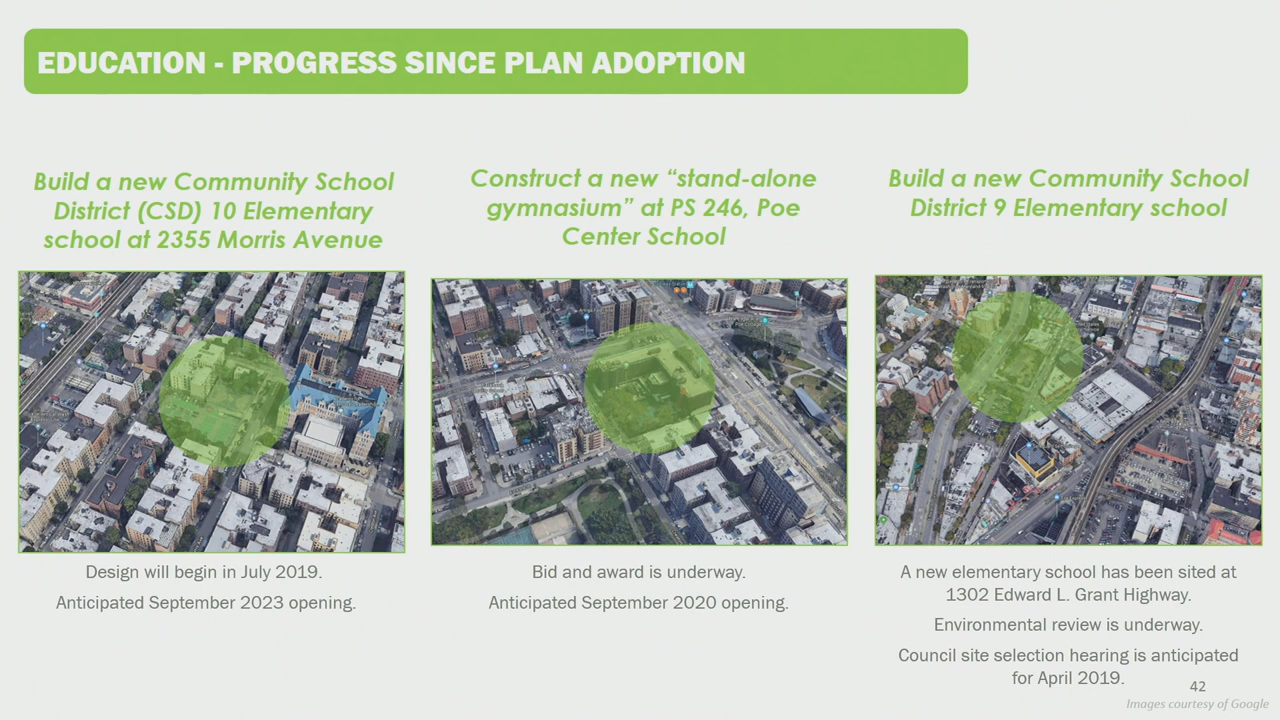 EDUCATION - PROGRESS SINCE PLAN ADOPTION
Build a new Community School
District (CSD) 10 Elementary
school at 2355 Morris Avenue
Construct a new “stand-alone
gymnasium” at PS 246, Poe
Center School
Build a new Community School
District 9 Elementary school
Design will begin in July 2019.
Anticipated September 2023 opening.
Bid and award is underway.
Anticipated September 2020 opening.
A new elementary school has been sited at
1302 Edward L. Grant Highway.
Environmental review is underway.
Council site selection hearing is anticipated
for April 2019.
42
Images courtesy of Google